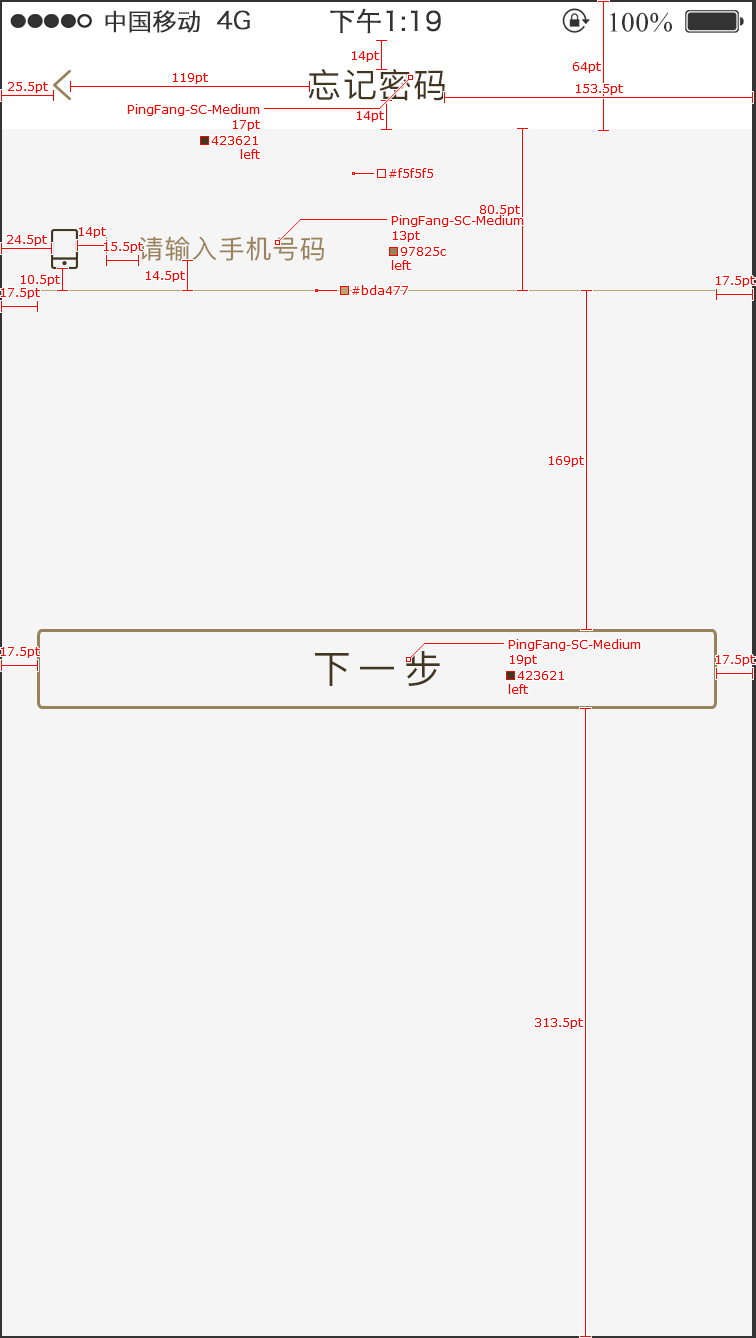 中国移动 4G 下午1:19 100%
14pt
64pt
119pt
25.5pt
忘记密码
153.5pt
PingFang-SC-Medium
14pt
17pt
423621
left
#f5f5f5
80.5pt
PingFang-SC-Medium
14pt
13pt
24.5pt
15.5pt
请输入手机号码
97825c
left
10.5pt
14.5pt
17.5pt
#bda477
17.5pt
169pt
PingFang-SC-Medium
17.5pt
下一步
19pt
17.5pt
423621
left
313.5pt